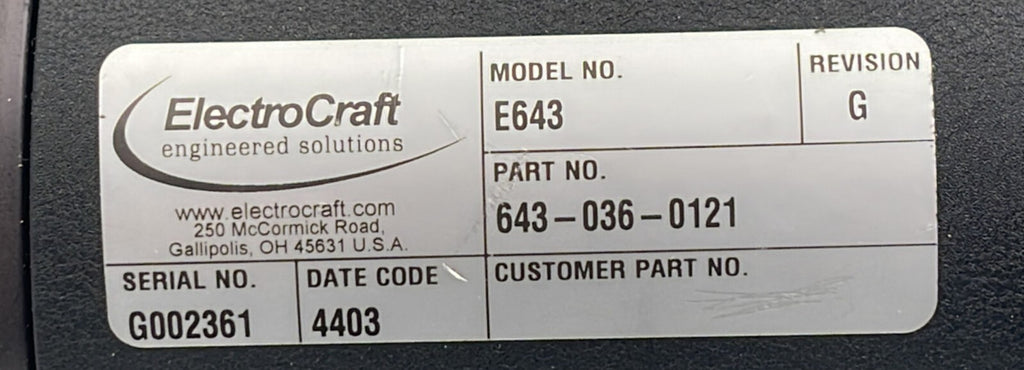 ElectroCraft
engineered solutions
www.electrocraft.com
250 McCormick Road,
Gallipolis, OH 45631 U.S.A.
MODEL NO.
E643
REVISION
G
PART NO.
643-036-0121
SERIAL NO.
G002361
DATE CODE
4403
CUSTOMER PART NO.